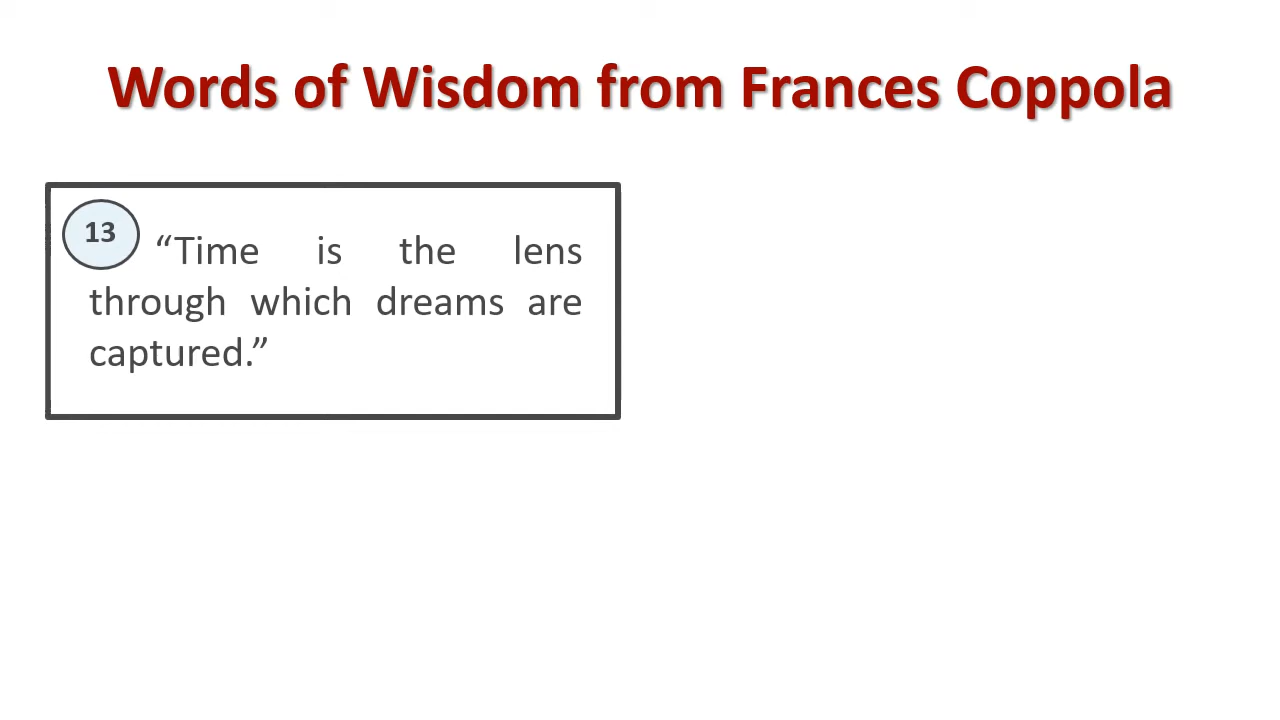 Words of Wisdom from Frances Coppola
13
“Time is the lens
through which dreams are
captured.”